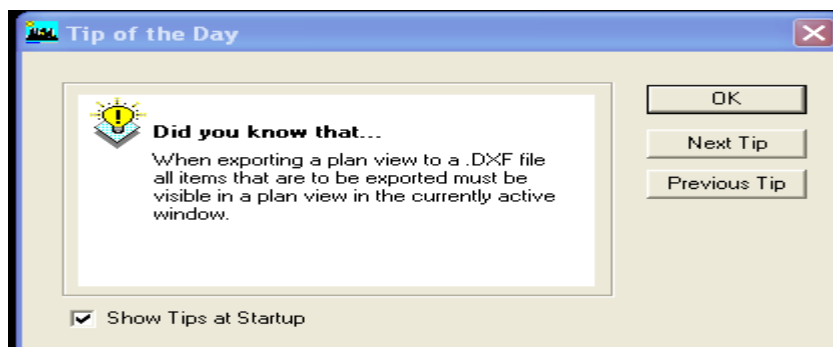 Tip of the Day
Did you know that...
When exporting a plan view to a .DXF file
all items that are to be exported must be
visible in a plan view in the currently active
window.
OK
Next Tip
Previous Tip
Show Tips at Startup